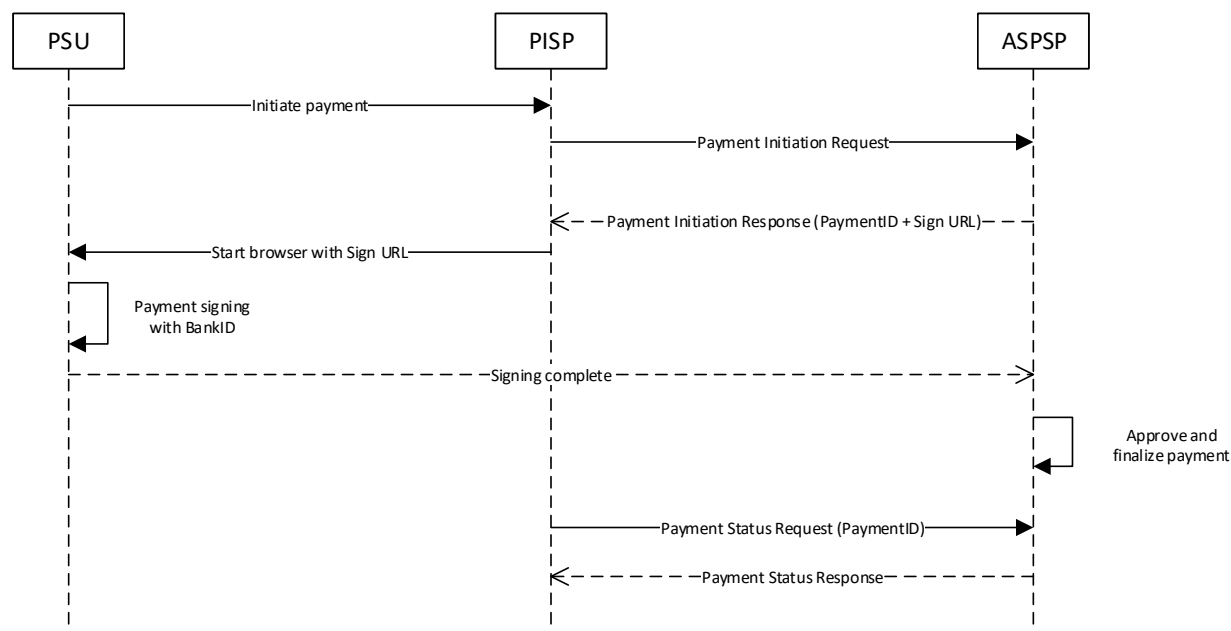 PSU
PISP
ASPSP
Initiate payment
Payment Initiation Request
Payment Initiation Response (PaymentID + Sign URL)
Start browser with Sign URL
Payment signing
with BankID
Signing complete
Approve and
finalize payment
Payment Status Request (PaymentID)
Payment Status Response